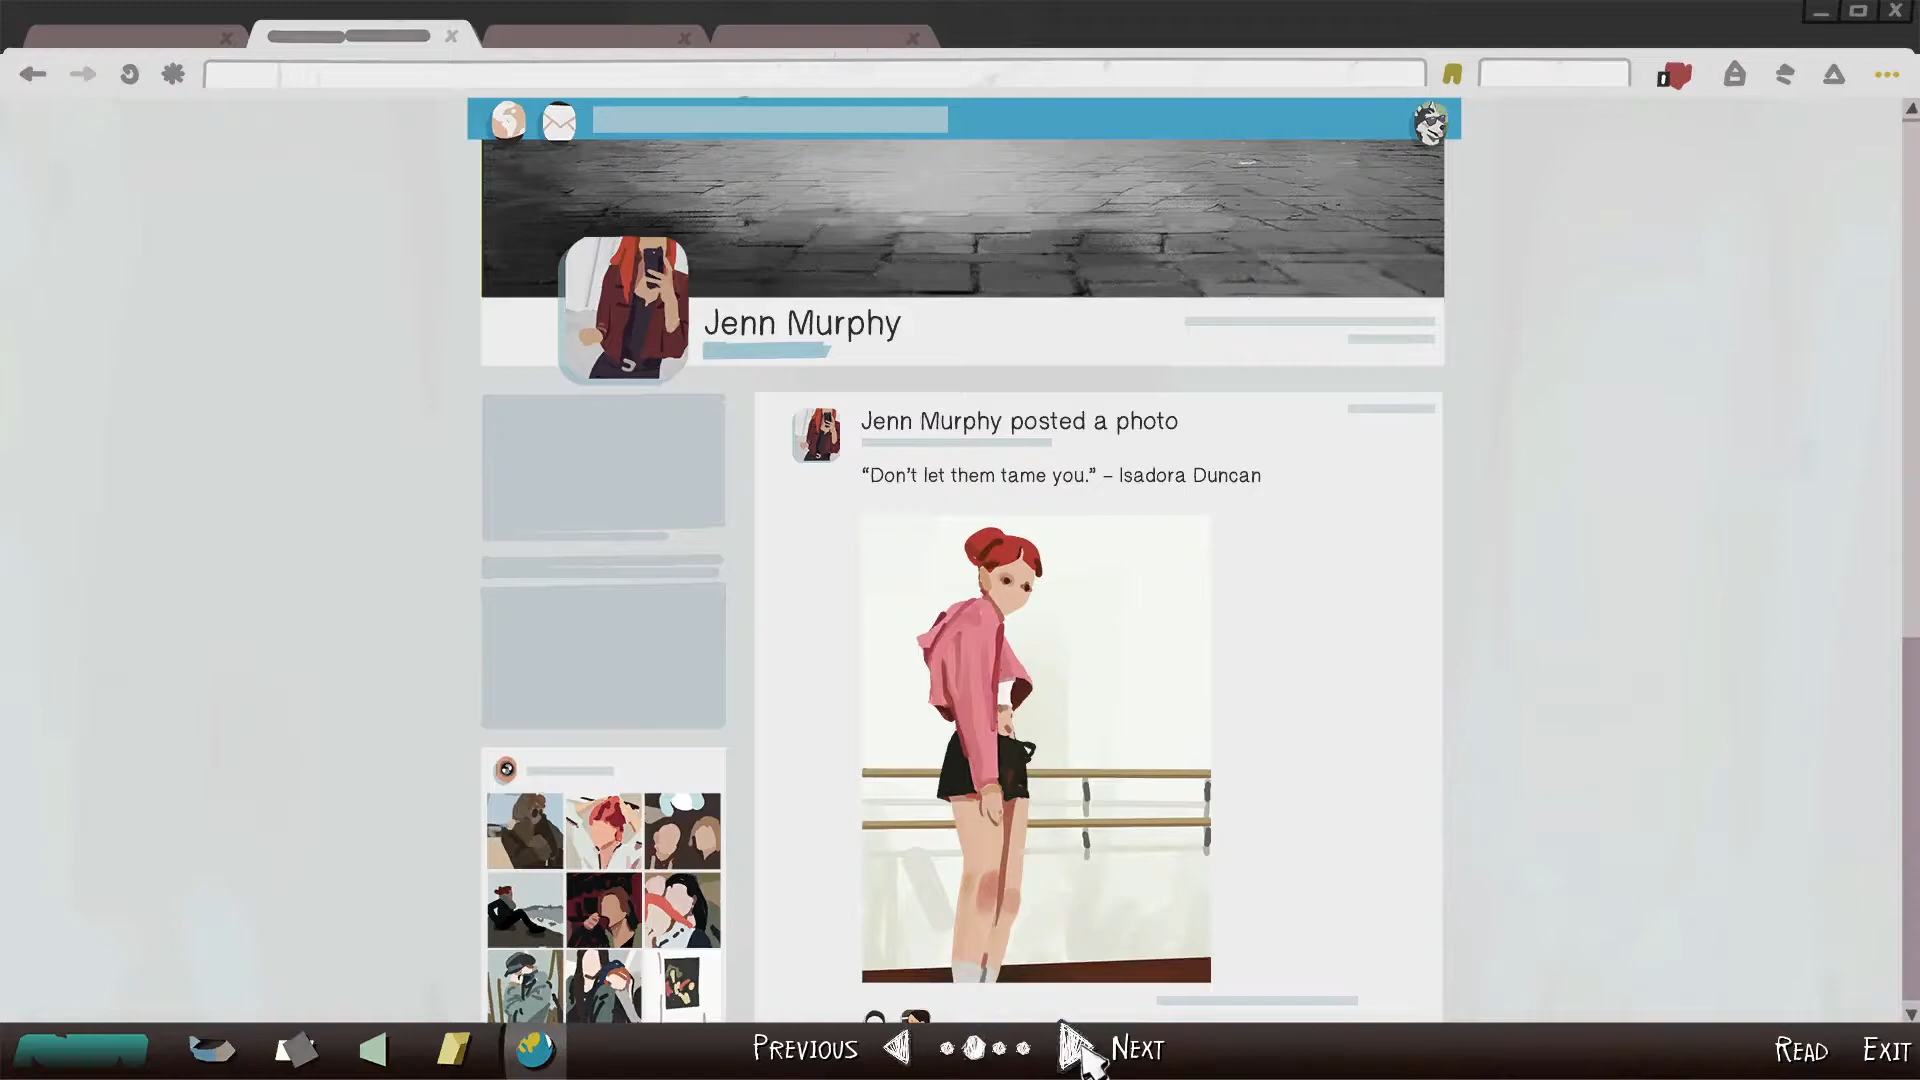 Jenn Murphy
Jenn Murphy posted a photo
“Don’t let them tame you.” – Isadora Duncan
PREVIOUS
NEXT
READ
EXIT